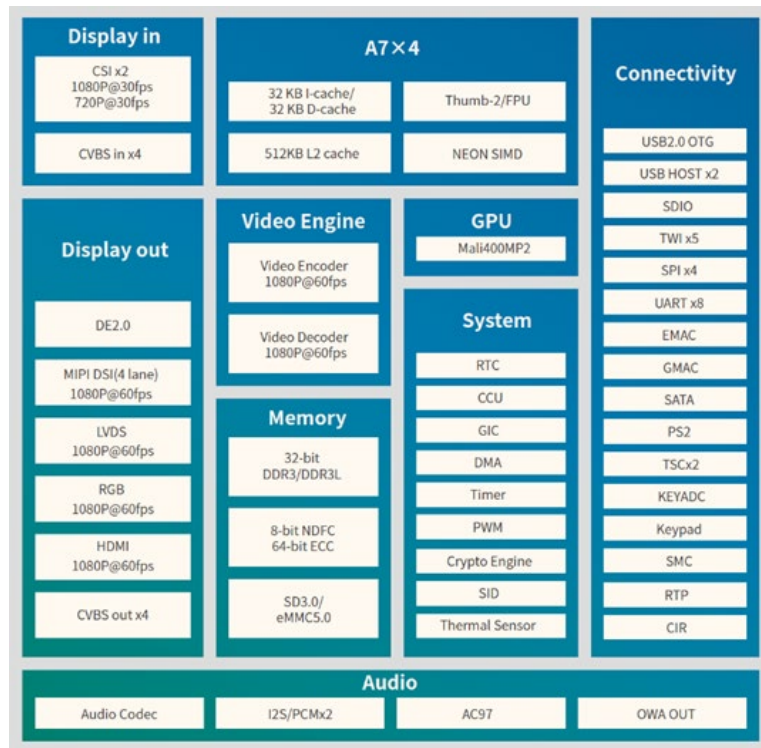 Display in
CSI x2
1080P@30fps
720P@30fps
CVBS in x4
A7×4
32 KB I-cache/
32 KB D-cache
Thumb-2/FPU
512KB L2 cache
NEON SIMD
Connectivity
USB2.0 OTG
USB HOST x2
SDIO
TWI x5
SPI x4
UART x8
EMAC
GMAC
SATA
PS2
TSCx2
KEYADC
Keypad
SMC
RTP
CIR
Display out
DE2.0
MIPI DSI(4 lane)
1080P@60fps
LVDS
1080P@60fps
RGB
1080P@60fps
HDMI
1080P@60fps
CVBS out x4
Video Engine
Video Encoder
1080P@60fps
Video Decoder
1080P@60fps
GPU
Mali400MP2
Memory
32-bit
DDR3/DDR3L
8-bit NDFC
64-bit ECC
SD3.0/
eMMC5.0
System
RTC
CCU
GIC
DMA
Timer
PWM
Crypto Engine
SID
Thermal Sensor
Audio
Audio Codec
I2S/PCMx2
AC97
OWA OUT